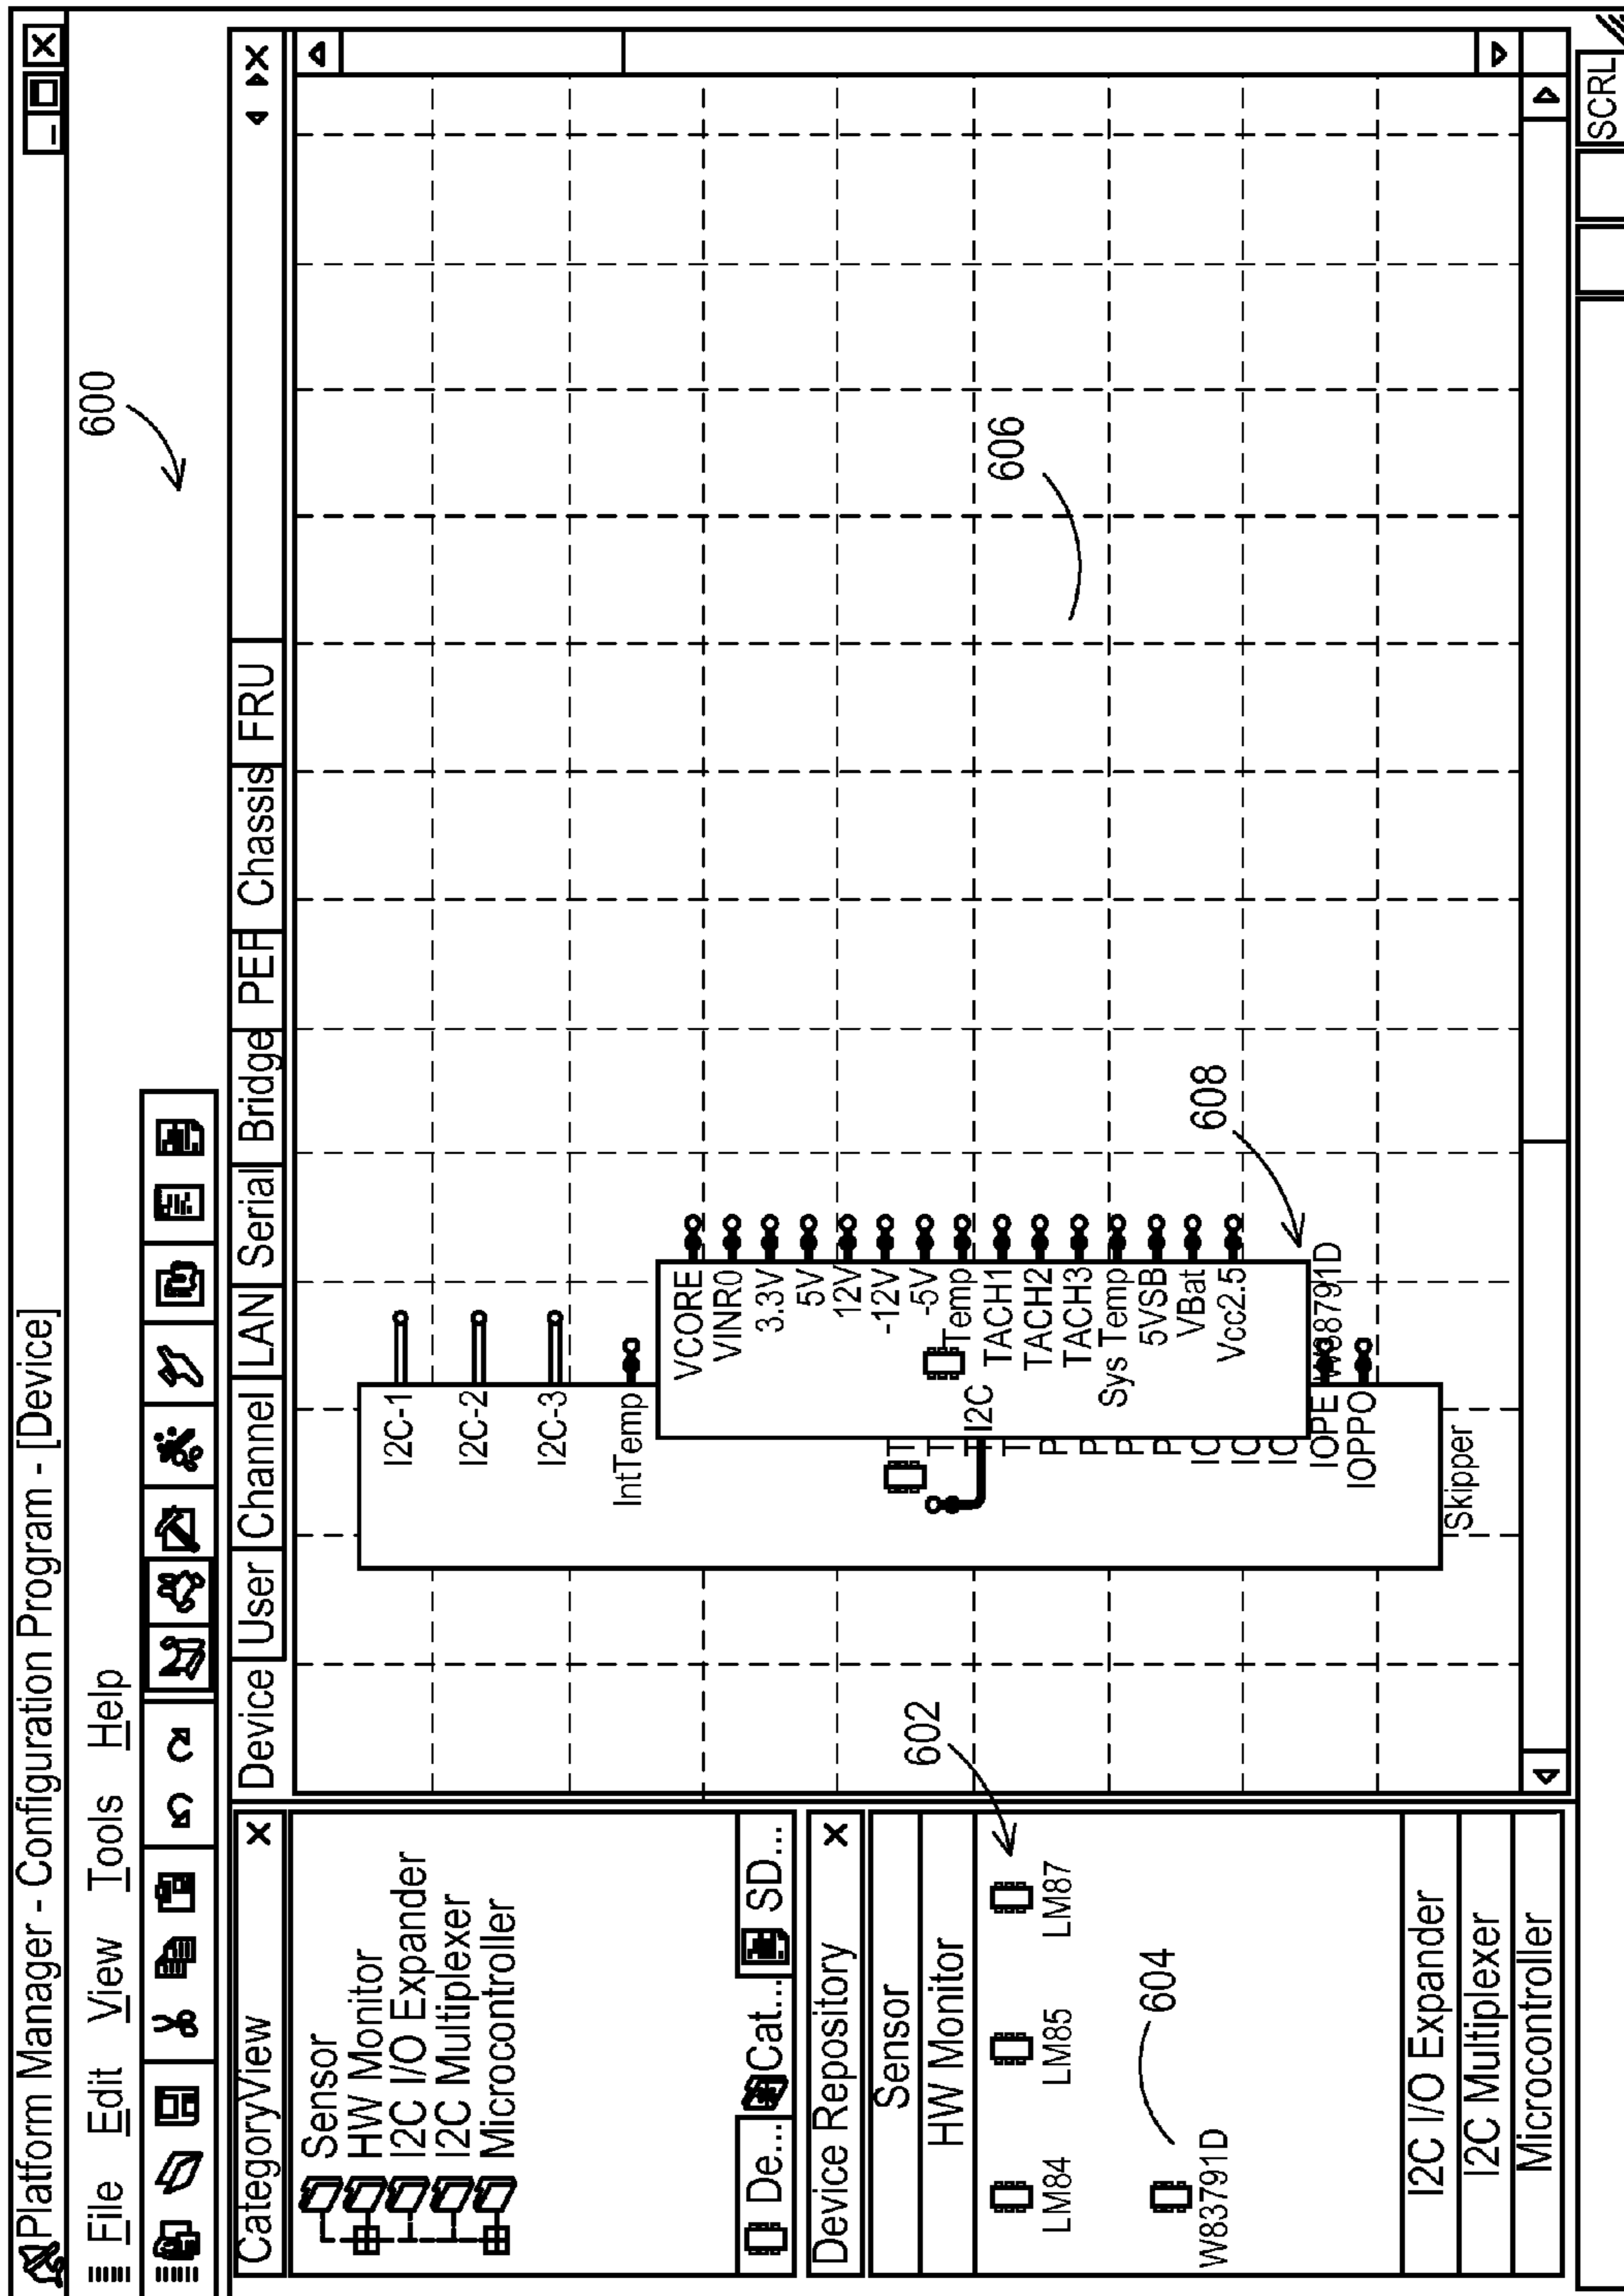 Platform Manager - Configuration Program - [Device]
File Edit View Tools Help
600
CategoryView
Sensor
HW Monitor
I2C I/O Expander
I2C Multiplexer
Microcontroller
De... Cat... SD...
Device Repository
Sensor
HW Monitor
LM84 LM85 LM87
W83791D
602
604
I2C I/O Expander
I2C Multiplexer
Microcontroller
Device User Channel LAN Serial Bridge PEF Chassis FRU
I2C-1
I2C-2
I2C-3
IntTemp
VCORE
VINR0
3.3V
5V
12V
-12V
-5V
Temp
I2C
TACH1
TACH2
TACH3
Sys Temp
5VSB
VBat
Vcc2.5
T
T
T
T
P
P
P
P
IO
IO
IO
IOPE
IOPPO
Skipper
606
608
SCRL